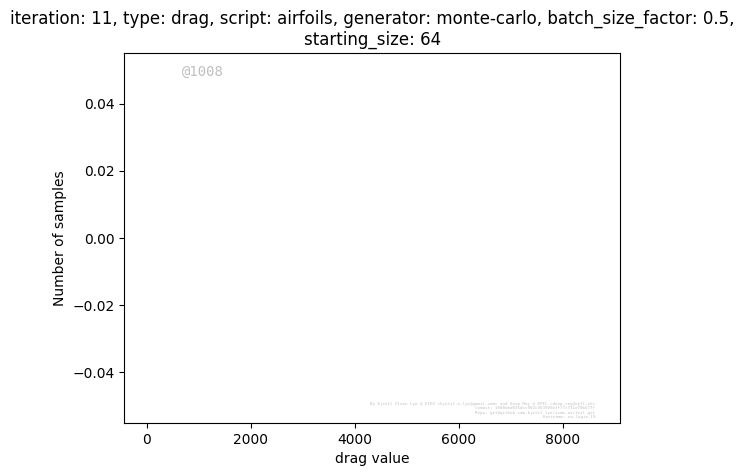 iteration: 11, type: drag, script: airfoils, generator: monte-carlo, batch_size_factor: 0.5,
starting_size: 64
@1008
0.04
0.02
0.00
−0.02
−0.04
Number of samples
0 2000 4000 6000 8000
drag value